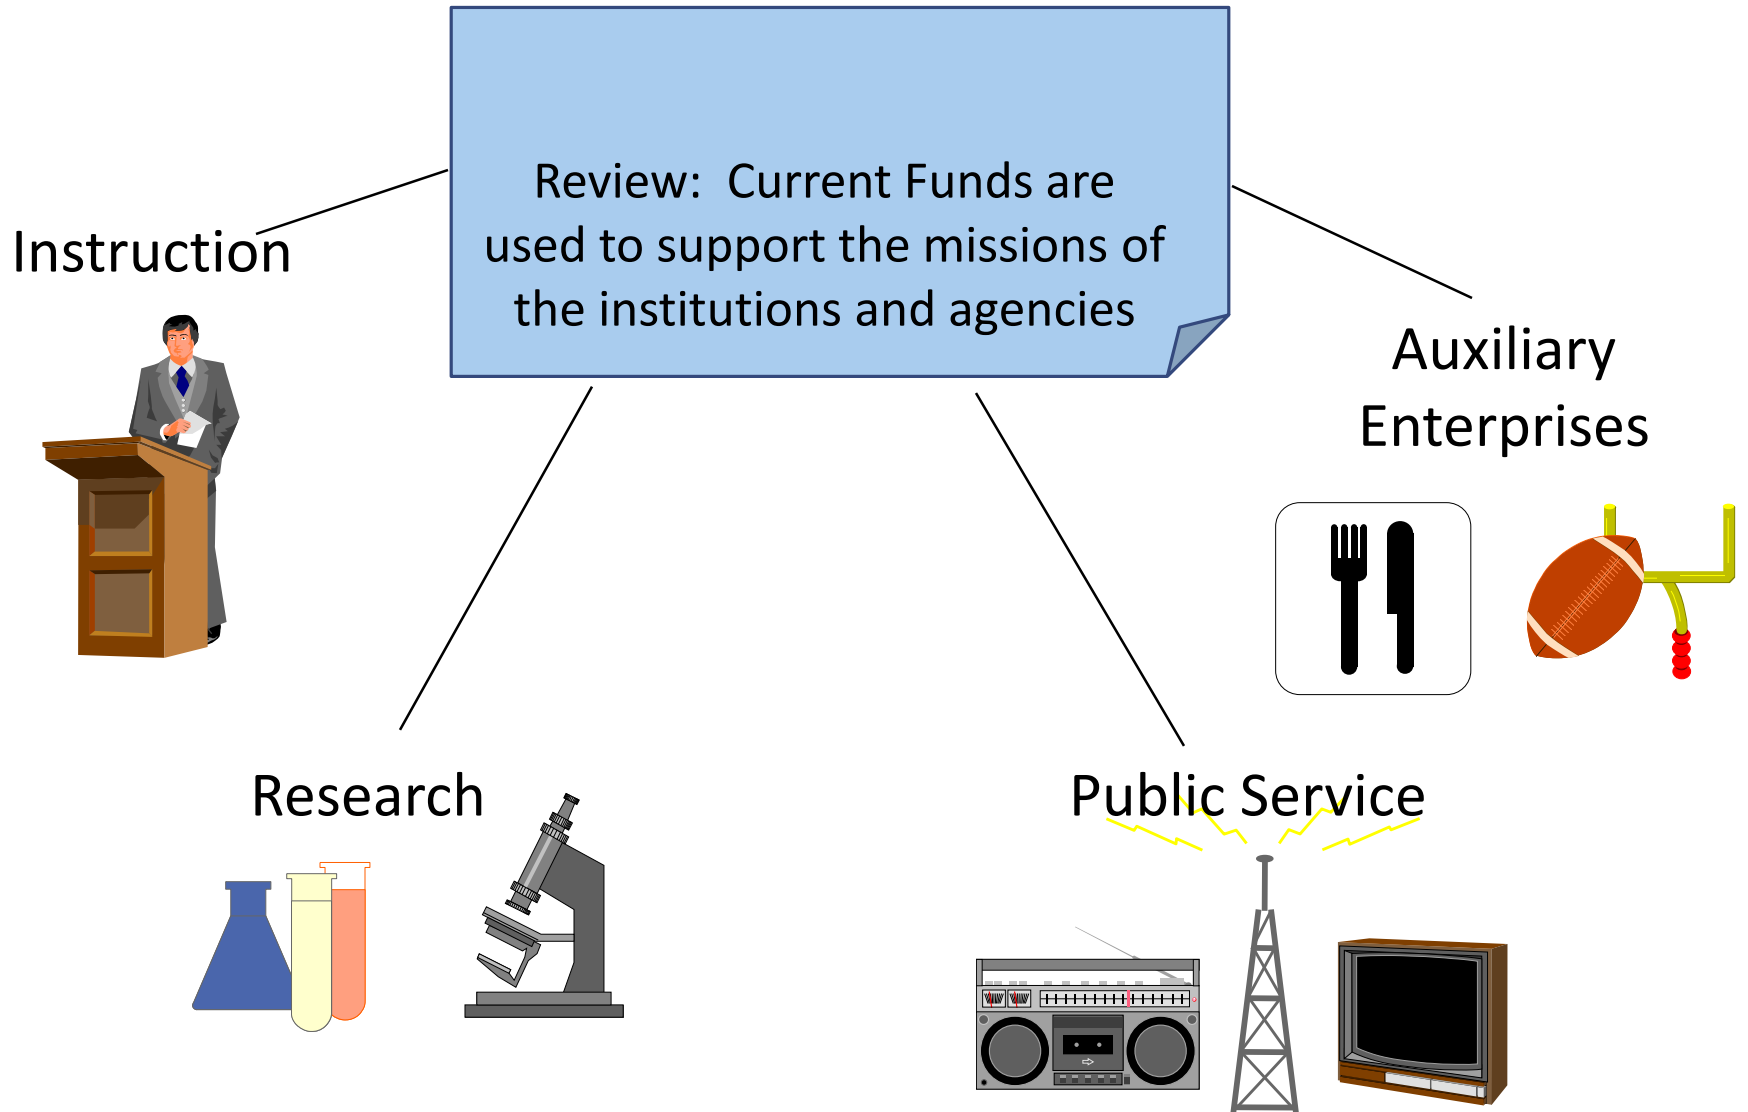 Review:  Current Funds are
used to support the missions of
the institutions and agencies
Instruction
Auxiliary
Enterprises
Research
Public Service